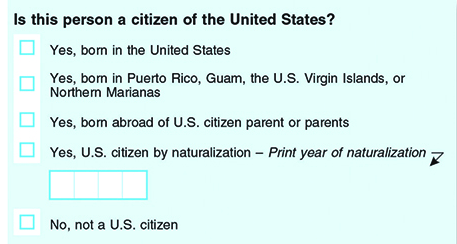 Is this person a citizen of the United States?
Yes, born in the United States
Yes, born in Puerto Rico, Guam, the U.S. Virgin Islands, or
Northern Marianas
Yes, born abroad of U.S. citizen parent or parents
Yes, U.S. citizen by naturalization – Print year of naturalization
No, not a U.S. citizen